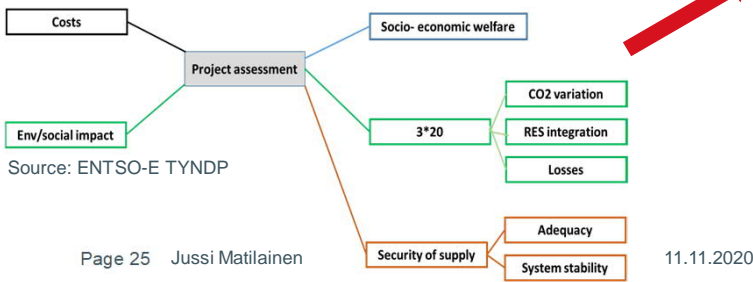 Costs
Socio- economic welfare
Project assessment
CO2 variation
Env/social impact
3*20
RES integration
Source: ENTSO-E TYNDP
Losses
Adequacy
Page 25 Jussi Matilainen
Security of supply
11.11.2020
System stability